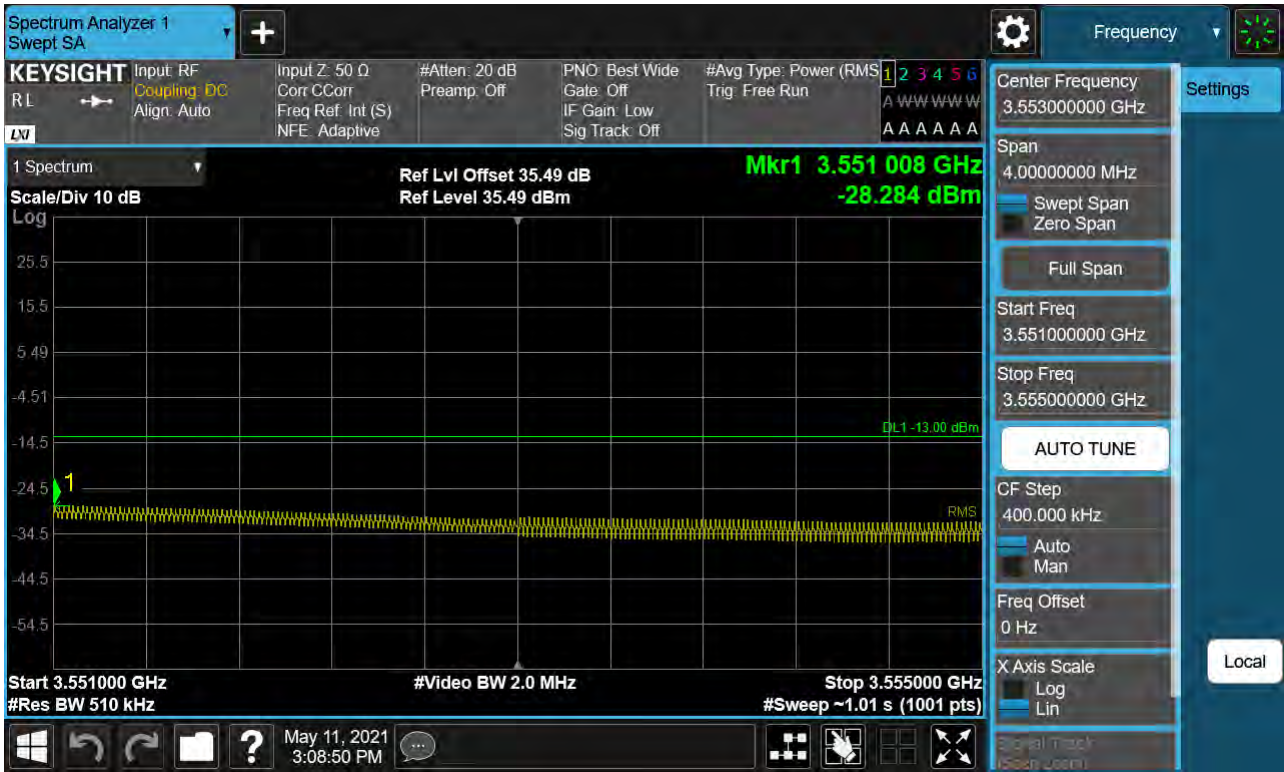 Spectrum Analyzer 1
Swept SA
+
Frequency
KEYSIGHT
RL
LXI
Input: RF
Coupling: DC
Align: Auto
Input Z: 50 Ω
Corr CCorr
Freq Ref: Int (S)
NFE: Adaptive
#Atten: 20 dB
Preamp: Off
PNO: Best Wide
Gate: Off
IF Gain: Low
Sig Track: Off
#Avg Type: Power (RMS
Trig: Free Run
1 2 3 4 5 6
A W W W W W
A A A A A A
1 Spectrum
Scale/Div 10 dB
Log
Ref Lvl Offset 35.49 dB
Ref Level 35.49 dBm
Mkr1 3.551 008 GHz
-28.284 dBm
25.5
15.5
5.49
-4.51
-14.5
-24.5
-34.5
-44.5
-54.5
DL1 -13.00 dBm
1
RMS
Start 3.551000 GHz
#Res BW 510 kHz
#Video BW 2.0 MHz
Stop 3.555000 GHz
#Sweep ~1.01 s (1001 pts)
Center Frequency
3.553000000 GHz
Settings
Span
4.00000000 MHz
Swept Span
Zero Span
Full Span
Start Freq
3.551000000 GHz
Stop Freq
3.555000000 GHz
AUTO TUNE
CF Step
400.000 kHz
Auto
Man
Freq Offset
0 Hz
X Axis Scale
Log
Lin
Signal Track
(Span Zoom)
Local
?
May 11, 2021
3:08:50 PM